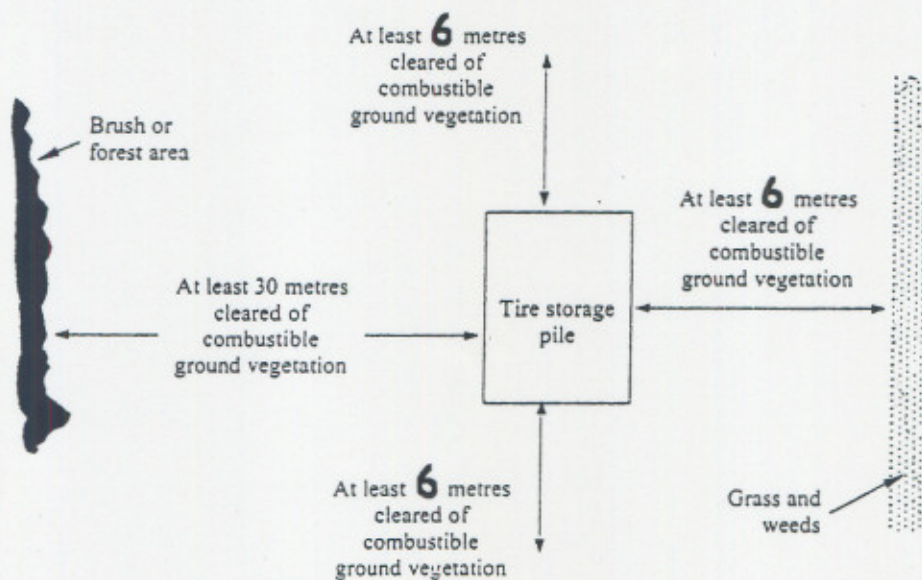 At least 6 metres
cleared of
combustible
ground vegetation
Brush or
forest area
At least 6 metres
cleared of
combustible
ground vegetation
At least 30 metres
cleared of
combustible
ground vegetation
Tire storage
pile
At least 6 metres
cleared of
combustible
ground vegetation
Grass and
weeds